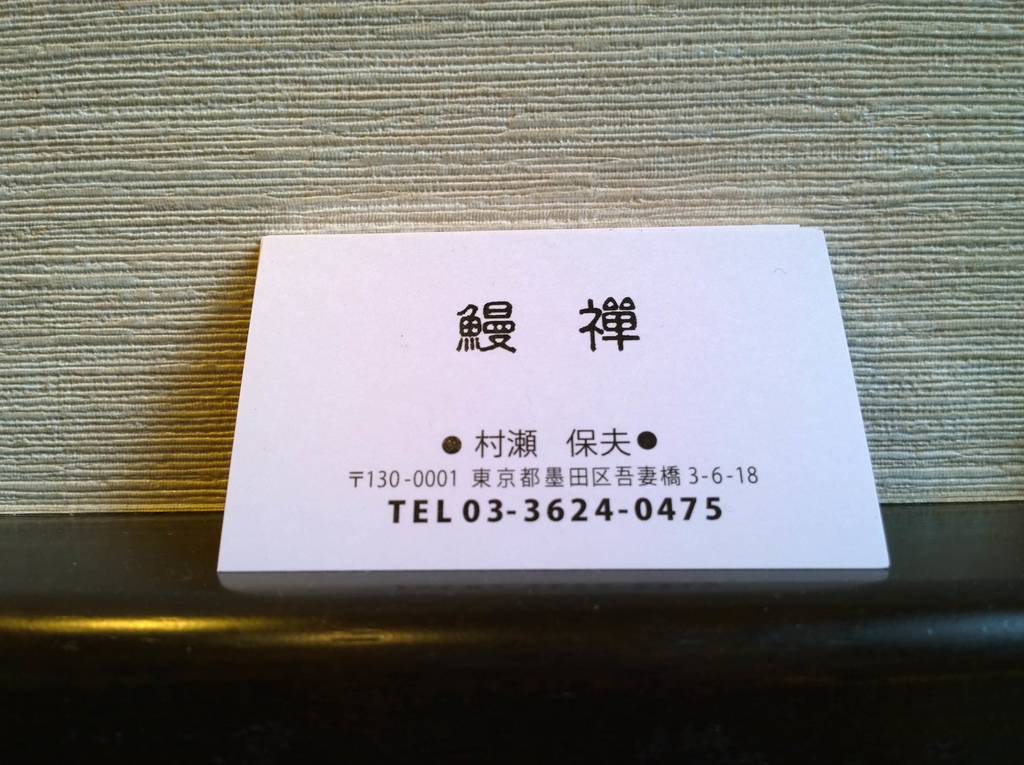 鰻 禪
● 村瀬 保夫●
〒130-0001 東京都墨田区吾妻橋 3-6-18
TEL 03-3624-0475